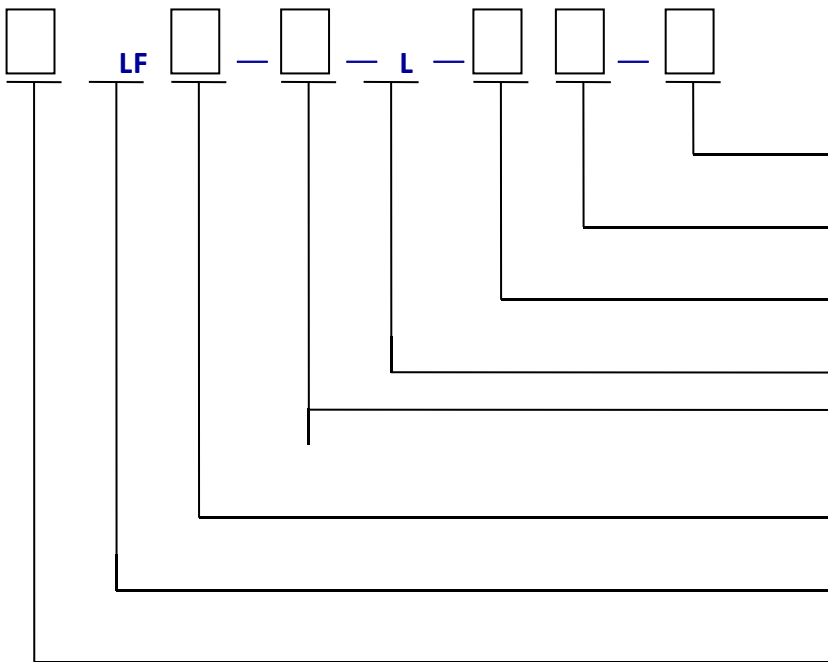 □ LF □ — □ — L — □ □ — □